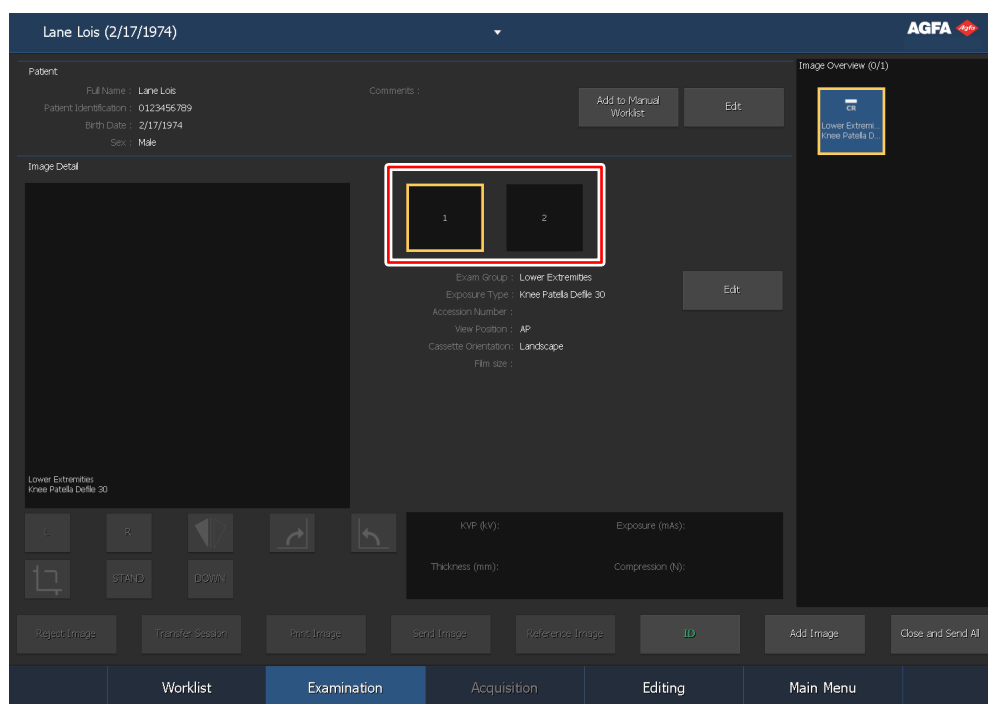 Lane Lois (2/17/1974)
AGFA
Agfa
Patient
Full Name : Lane Lois
Comments :
Patient Identification : 0123456789
Birth Date : 2/17/1974
Sex : Male
Add to Manual
Worklist
Edit
Image Overview (0/1)
CR
Lower Extremi...
Knee Patella D...
Image Detail
1
2
Exam Group : Lower Extremities
Exposure Type : Knee Patella Defile 30
Accession Number :
View Position : AP
Cassette Orientation: Landscape
Film size :
Edit
Lower Extremities
Knee Patella Defile 30
L
R
STAND
DOWN
KVP (kV):
Exposure (mAs):
Thickness (mm):
Compression (N):
Reject Image
Transfer Session
Print Image
Send Image
Reference Image
ID
Add Image
Close and Send All
Worklist
Examination
Acquisition
Editing
Main Menu